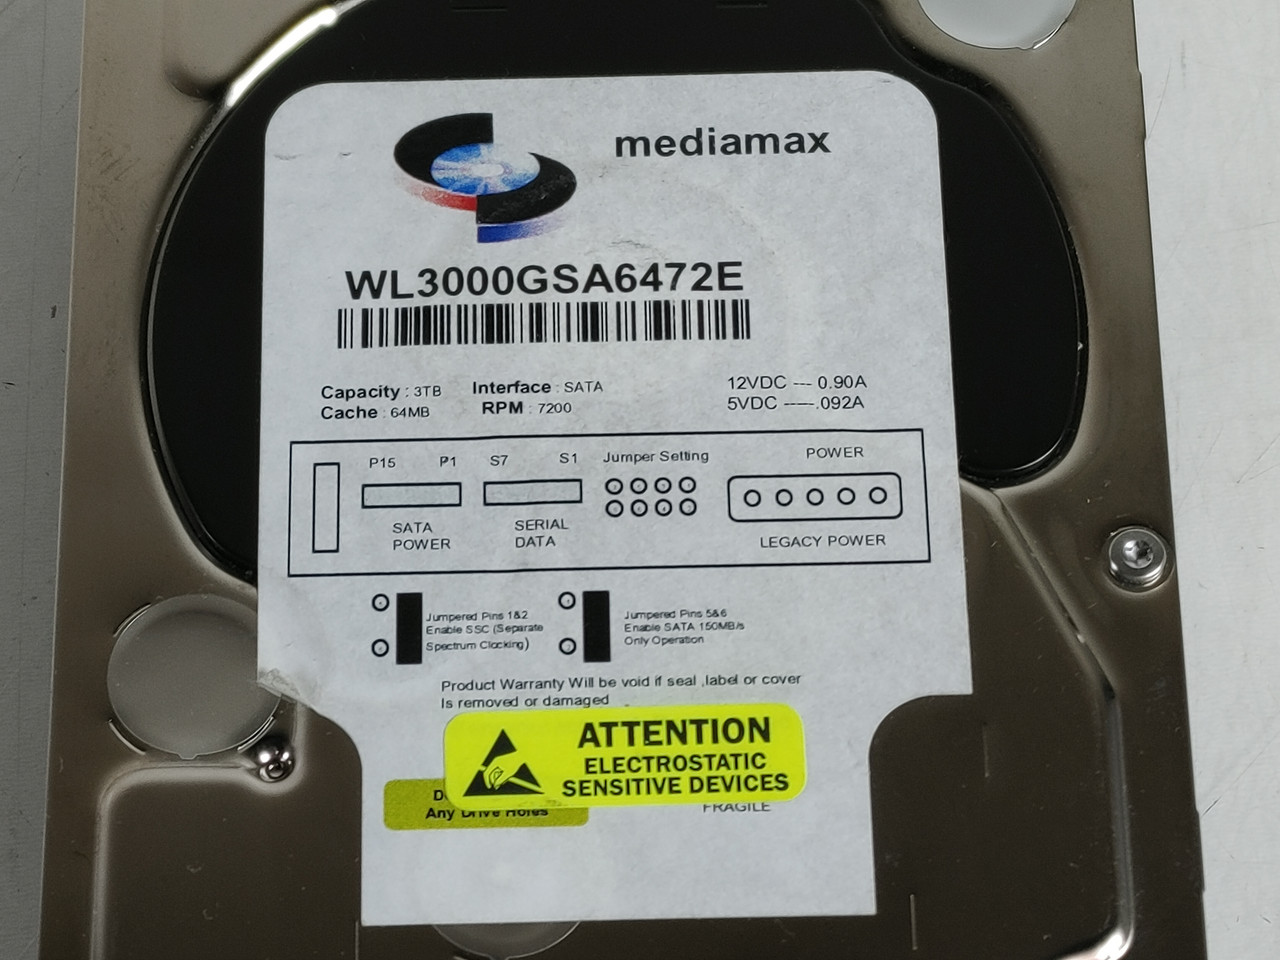 mediamax
WL3000GSA6472E
Capacity : 3TB Interface : SATA 12VDC --- 0.90A
Cache : 64MB RPM : 7200 5VDC -----.092A
P15 P1 S7 S1 Jumper Setting POWER
SATA POWER
SERIAL DATA
LEGACY POWER
Jumpered Pins 1&2
Enable SSC (Separate
Spectrum Clocking)
Jumpered Pins 5&6
Enable SATA 150MB/s
Only Operation
Product Warranty Will be void if seal ,label or cover
Is removed or damaged
ATTENTION
ELECTROSTATIC
SENSITIVE DEVICES
Any Drive Holes
FRAGILE